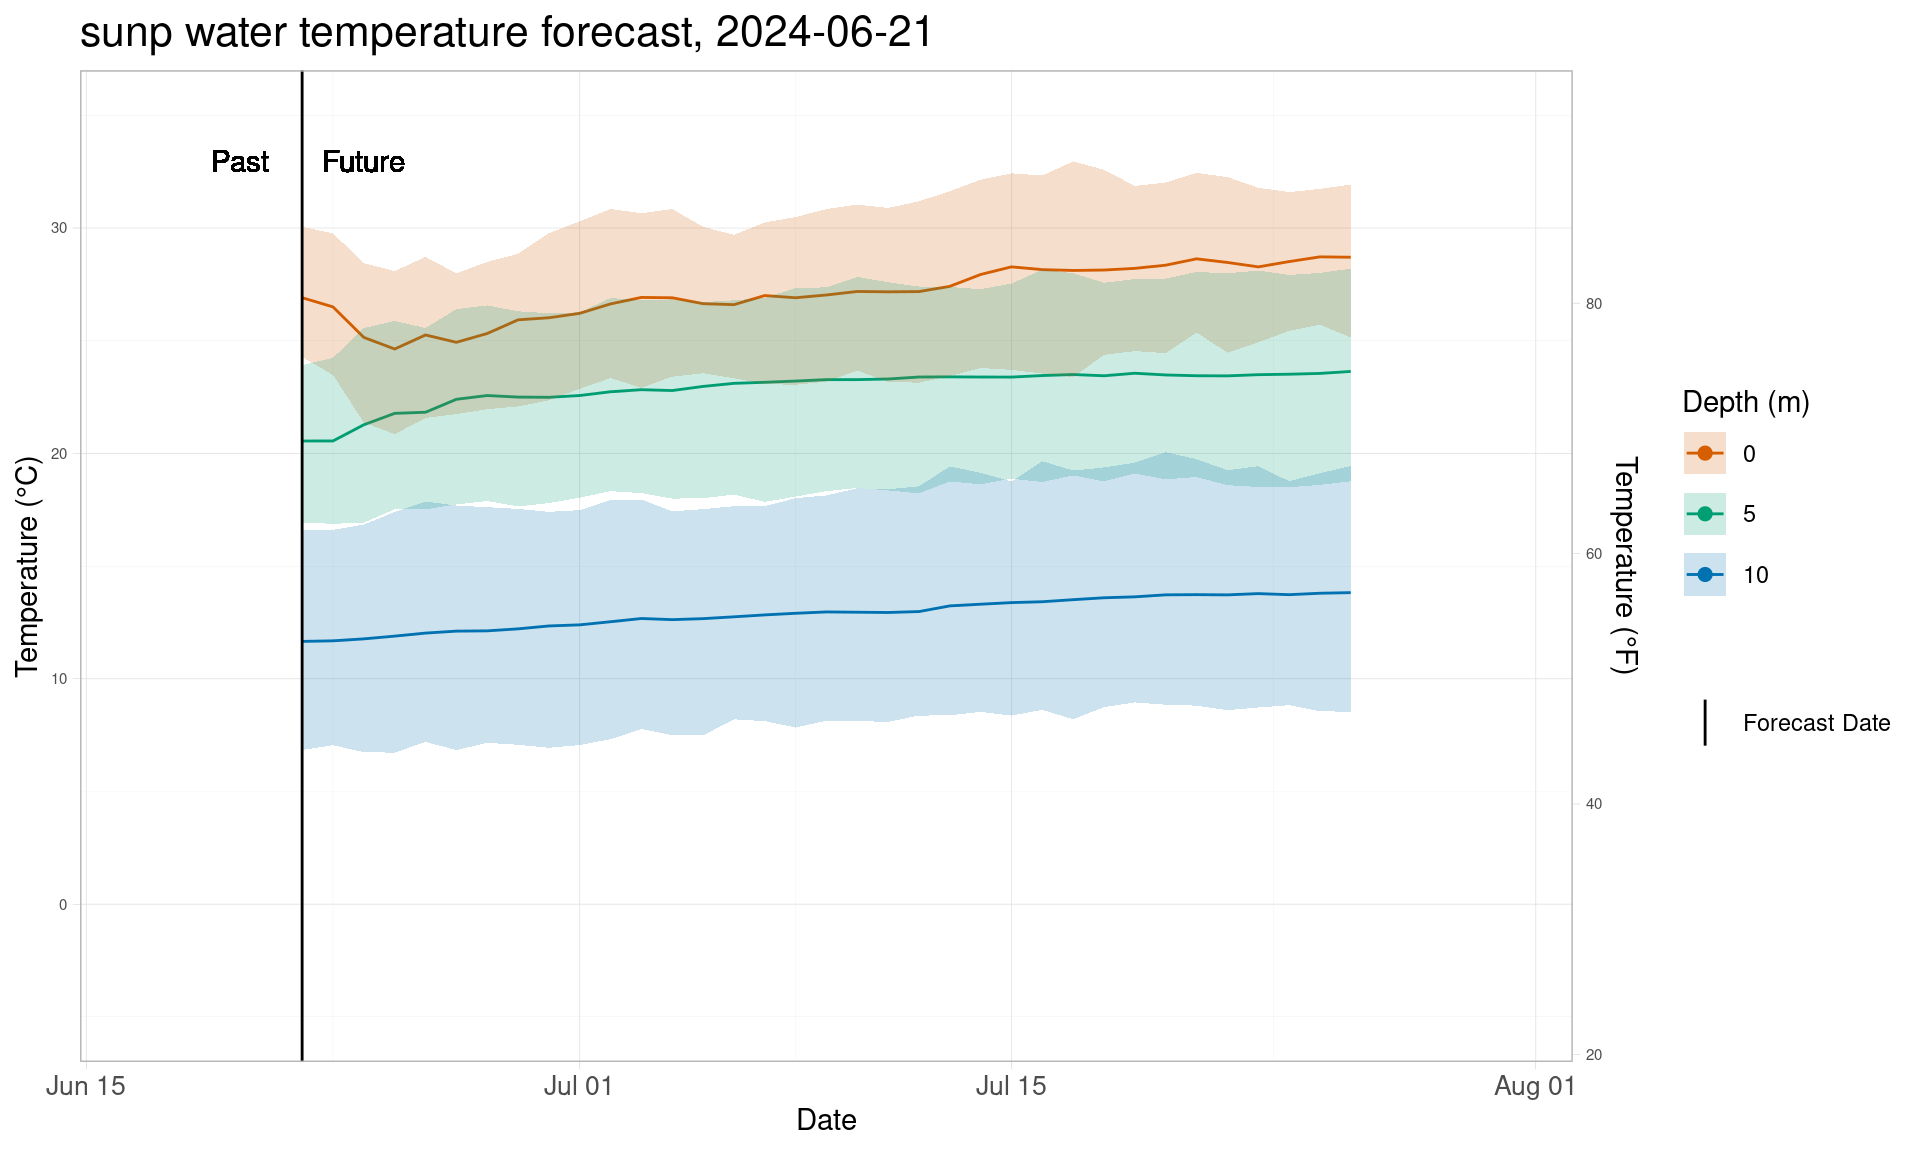 sunp water temperature forecast, 2024-06-21
Past
Future
30
20
10
0
Temperature (°C)
80
60
40
20
Temperature (°F)
Jun 15
Jul 01
Jul 15
Aug 01
Date
Depth (m)
0
5
10
Forecast Date